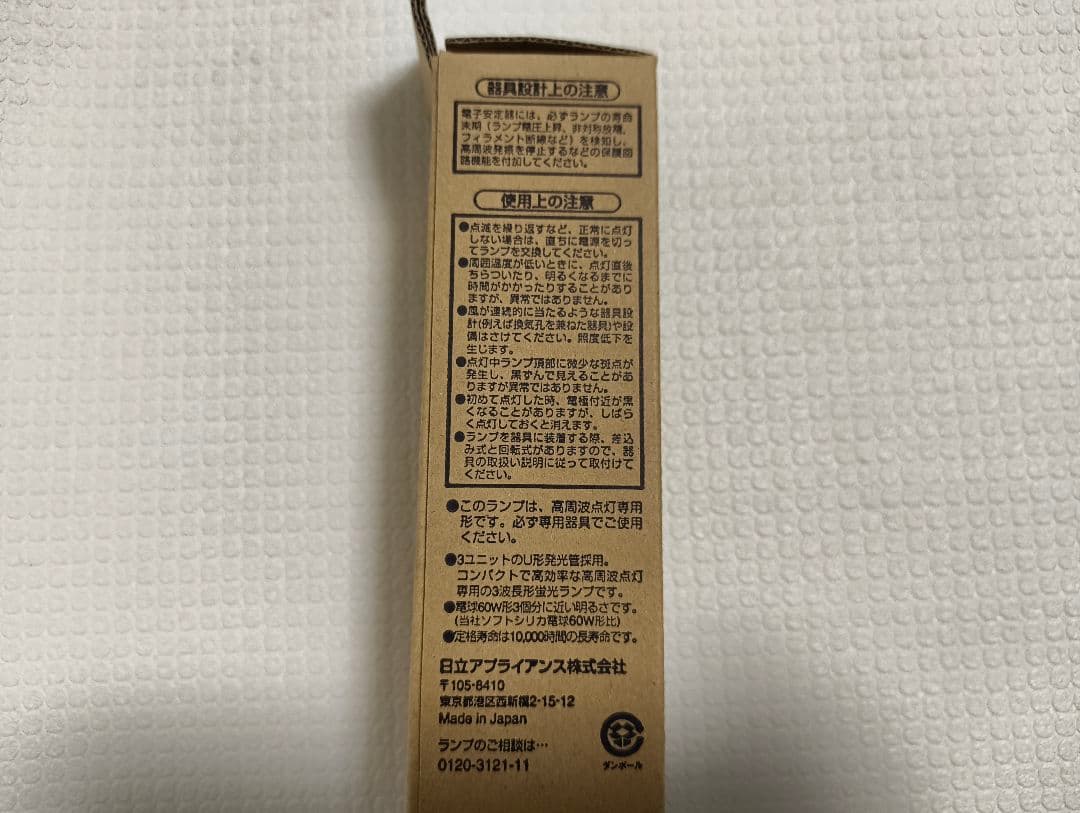 器具設計上の注意
電子安定器には、必ずランプの寿命
末期（ランプ電圧上昇、非対称放電、
フィラメント断線など）を検知し、
高周波発振を停止するなどの保護回
路機能を付加してください。
使用上の注意
●点滅を繰り返すなど、正常に点灯
しない場合は、直ちに電源を切っ
てランプを交換してください。
●周囲温度が低いときに、点灯直後
ちらついたり、明るくなるまでに
時間がかかったりすることがあり
ますが、異常ではありません。
●風が連続的に当たるような器具設
計(例えば換気孔を兼ねた器具)や設
備はさけてください。照度低下を
生じます。
●点灯中ランプ頂部に微少な斑点が
発生し、黒ずんで見えることがあ
りますが異常ではありません。
●初めて点灯した時、電極付近が黒
くなることがありますが、しばら
く点灯しておくと消えます。
●ランプを器具に装着する際、差込
み式と回転式がありますので、器
具の取扱い説明に従って取付けて
ください。
●このランプは、高周波点灯専用
形です。必ず専用器具でご使用
ください。
●3ユニットのU形発光管採用。
コンパクトで高効率な高周波点灯
専用の3波長形蛍光ランプです。
●電球60W形3個分に近い明るさです。
(当社ソフトシリカ電球60W形比)
●定格寿命は10,000時間の長寿命です。
日立アプライアンス株式会社
〒105-8410
東京都港区西新橋2-15-12
Made in Japan
ランプのご相談は…
0120-3121-11
ダンボール